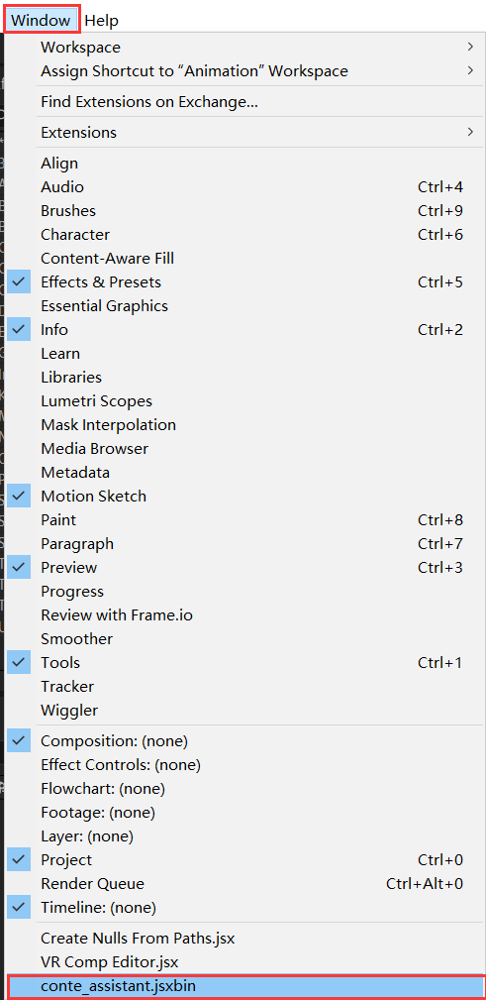 Window Help
Workspace
Assign Shortcut to “Animation” Workspace
Find Extensions on Exchange...
Extensions
Align
Audio Ctrl+4
Brushes Ctrl+9
Character Ctrl+6
Content-Aware Fill
Effects & Presets Ctrl+5
Essential Graphics
Info Ctrl+2
Learn
Libraries
Lumetri Scopes
Mask Interpolation
Media Browser
Metadata
Motion Sketch
Paint Ctrl+8
Paragraph Ctrl+7
Preview Ctrl+3
Progress
Review with Frame.io
Smoother
Tools Ctrl+1
Tracker
Wiggler
Composition: (none)
Effect Controls: (none)
Flowchart: (none)
Footage: (none)
Layer: (none)
Project Ctrl+0
Render Queue Ctrl+Alt+0
Timeline: (none)
Create Nulls From Paths.jsx
VR Comp Editor.jsx
conte_assistant.jsxbin